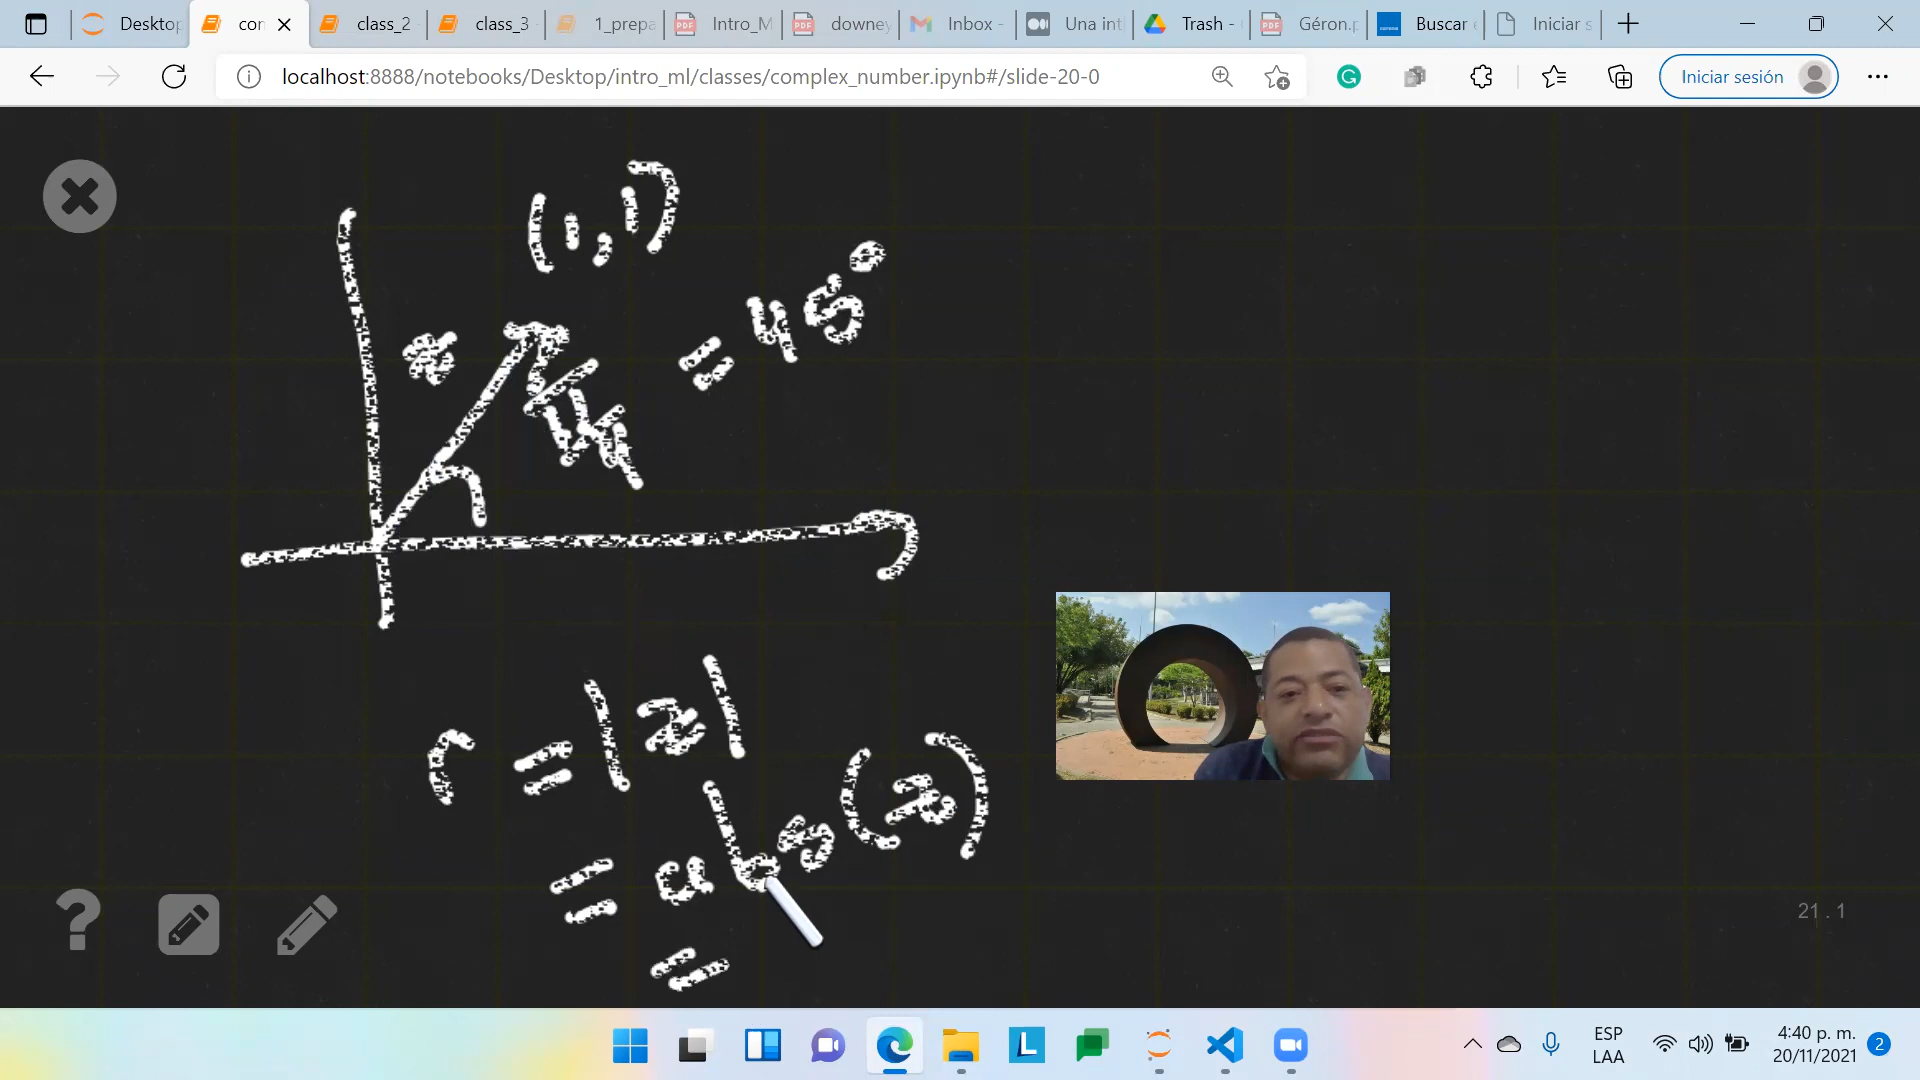 Desktop
con
class_2
class_3
1_prepa
Intro_M
downey
Inbox -
Una int
Trash -
Géron.p
Buscar
Iniciar s
localhost:8888/notebooks/Desktop/intro_ml/classes/complex_number.ipynb#/slide-20-0
Iniciar sesión
(1,1)
z
π/4 = 45°
r = |z|
= abs(z)
=
?
21 . 1
L
ESP
LAA
4:40 p. m.
20/11/2021
2